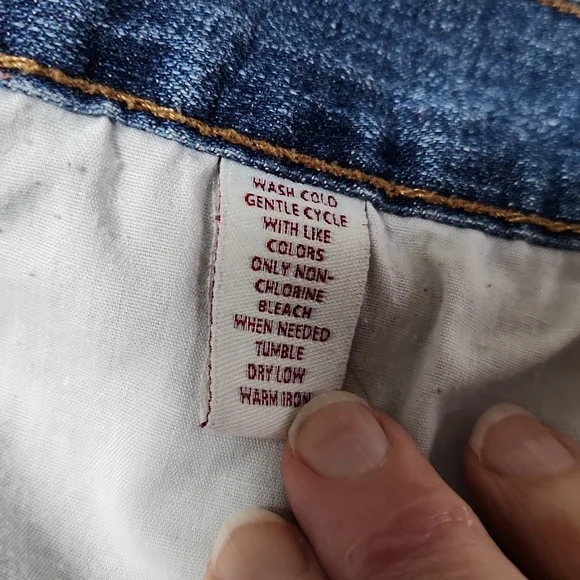 WASH COLD
GENTLE CYCLE
WITH LIKE
COLORS
ONLY NON-
CHLORINE
BLEACH
WHEN NEEDED
TUMBLE
DRY LOW
WARM IRON